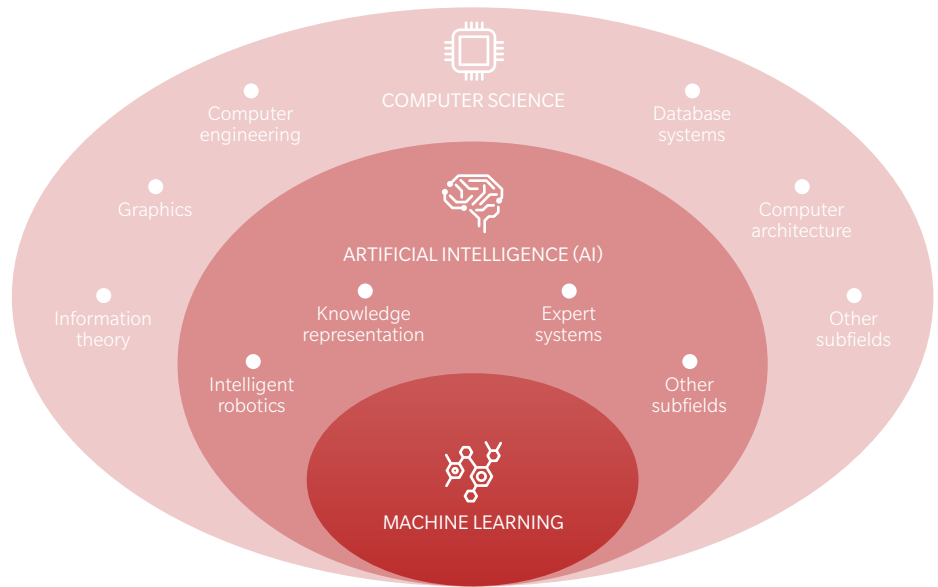 COMPUTER SCIENCE
Computer
engineering
Database
systems
Graphics
Computer
architecture
Information
theory
Other
subfields
ARTIFICIAL INTELLIGENCE (AI)
Knowledge
representation
Expert
systems
Intelligent
robotics
Other
subfields
MACHINE LEARNING